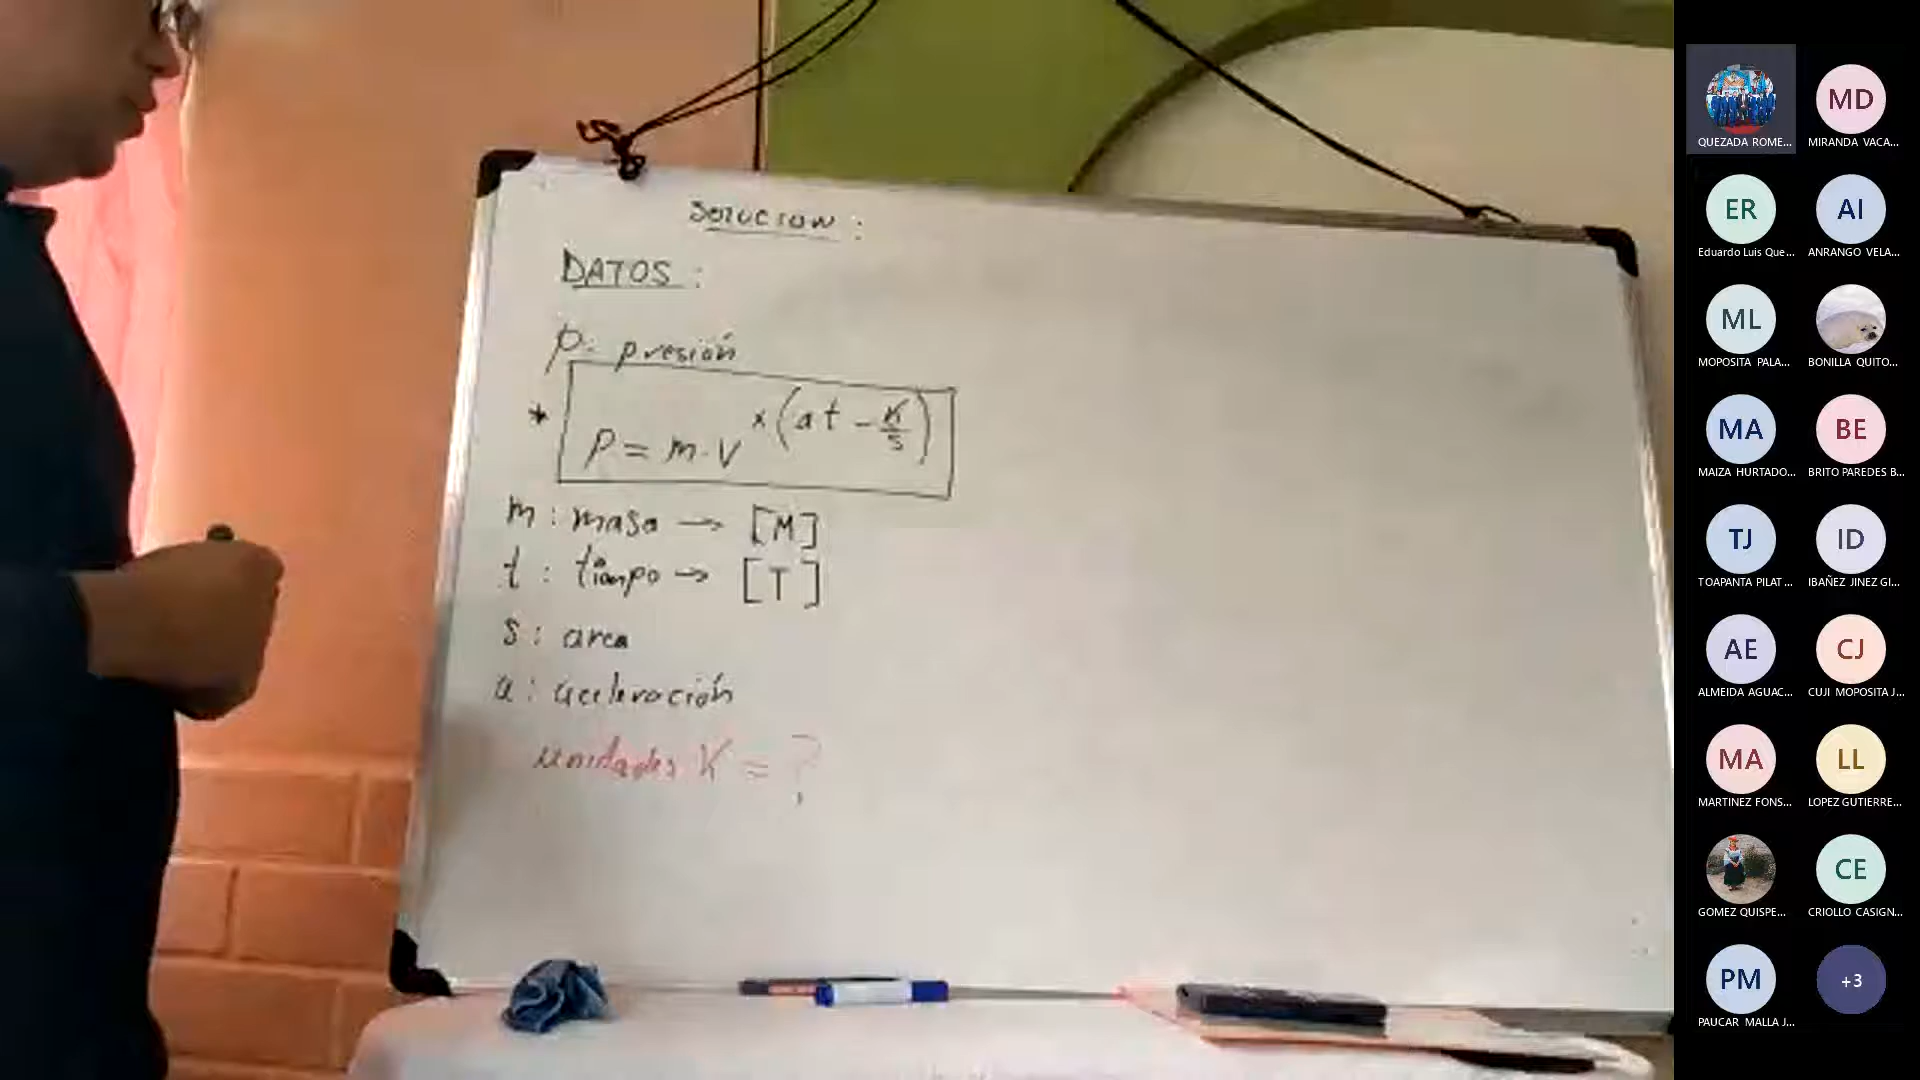 SOLUCION :
DATOS :
P: presión
* P = m.v^x(at - K/S)
m : masa → [M]
t : tiempo → [T]
s : area
a : aceleración
unidades K = ?
QUEZADA ROME...
MD
MIRANDA VACA...
ER
Eduardo Luis Que...
AI
ANRANGO VELA...
ML
MOPOSITA PALA...
BONILLA QUITO...
MA
MAIZA HURTADO...
BE
BRITO PAREDES B...
TJ
TOAPANTA PILAT...
ID
IBAÑEZ JINEZ GI...
AE
ALMEIDA AGUAC...
CJ
CUJI MOPOSITA J...
MA
MARTINEZ FONS...
LL
LOPEZ GUTIERRE...
GOMEZ QUISPE...
CE
CRIOLLO CASIGN...
PM
PAUCAR MALLA J...
+3